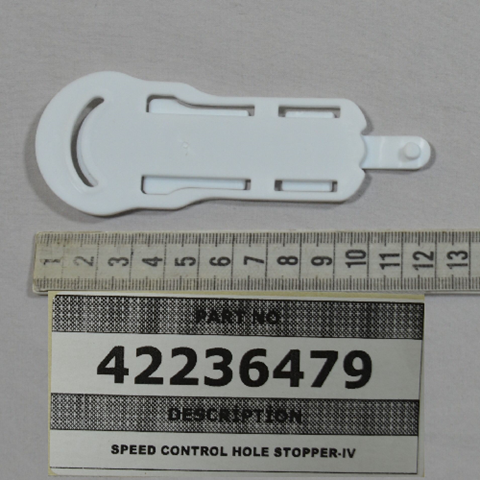 1 2 3 4 5 6 7 8 9 10 11 12 13
PART NO
42236479
DESCRIPTION
SPEED CONTROL HOLE STOPPER-IV